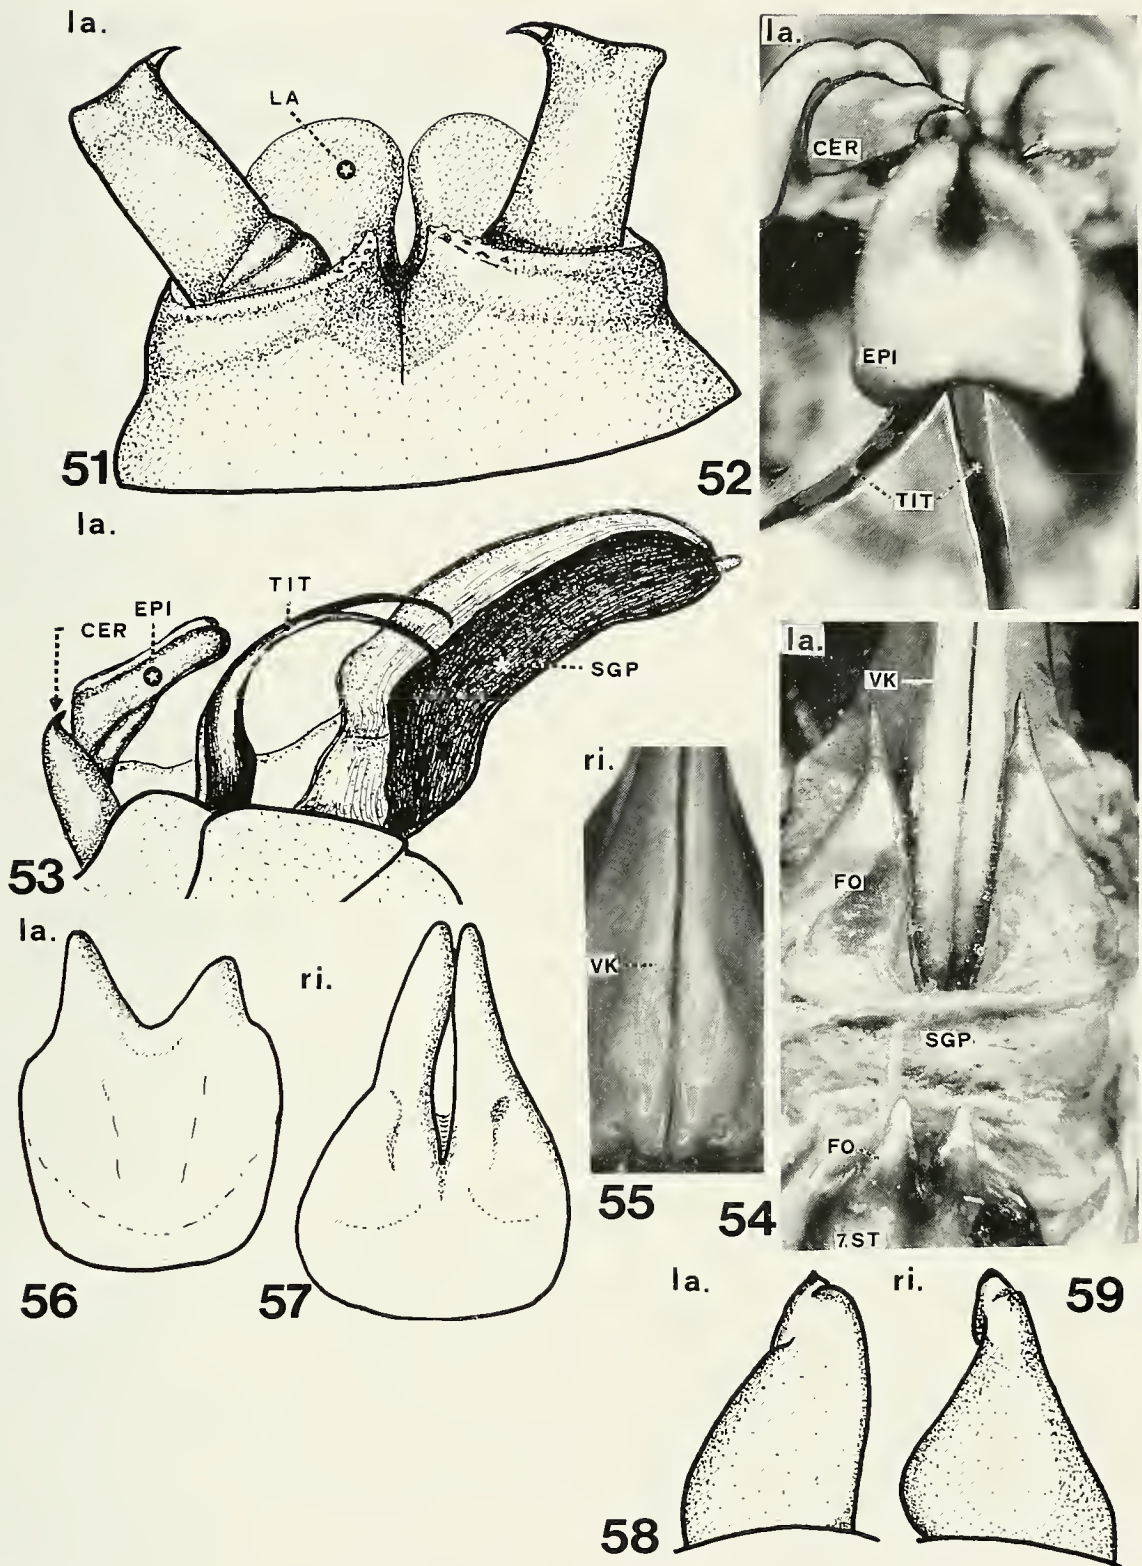 la.
LA
51
la.
CER
EPI
TIT
52
la.
EPI
TIT
CER
SGP
53
la.
VK
FO
SGP
FO
7.ST
54
ri.
VK
55
la.
56
ri.
57
la.
58
ri.
59